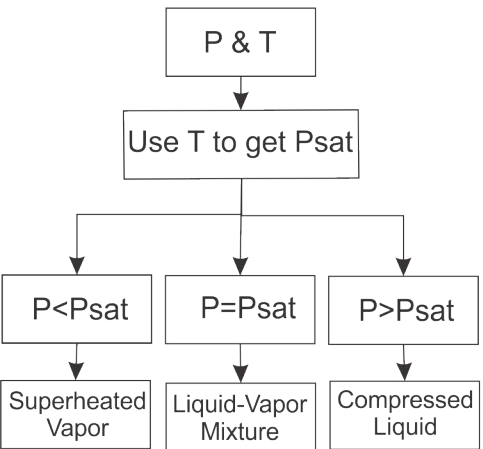 P & T
Use T to get Psat
P<Psat
P=Psat
P>Psat
Superheated
Vapor
Liquid-Vapor
Mixture
Compressed
Liquid